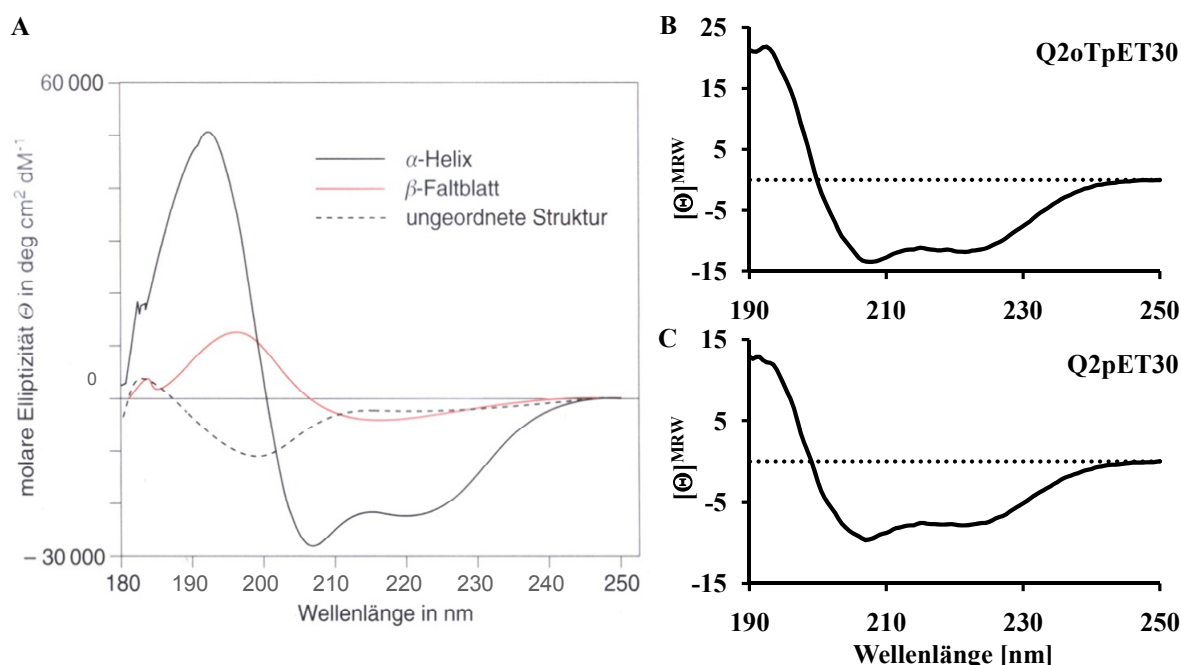 A
60 000
0
– 30 000
molare Elliptizität Θ in deg cm² dM⁻¹
α-Helix
β-Faltblatt
ungeordnete Struktur
180 190 200 210 220 230 240 250
Wellenlänge in nm
B
Q2oTpET30
25
15
5
-5
-15
[Θ]ᴹᴿᵂ
190 210 230 250
C
Q2pET30
15
5
-5
-15
[Θ]ᴹᴿᵂ
190 210 230 250
Wellenlänge [nm]